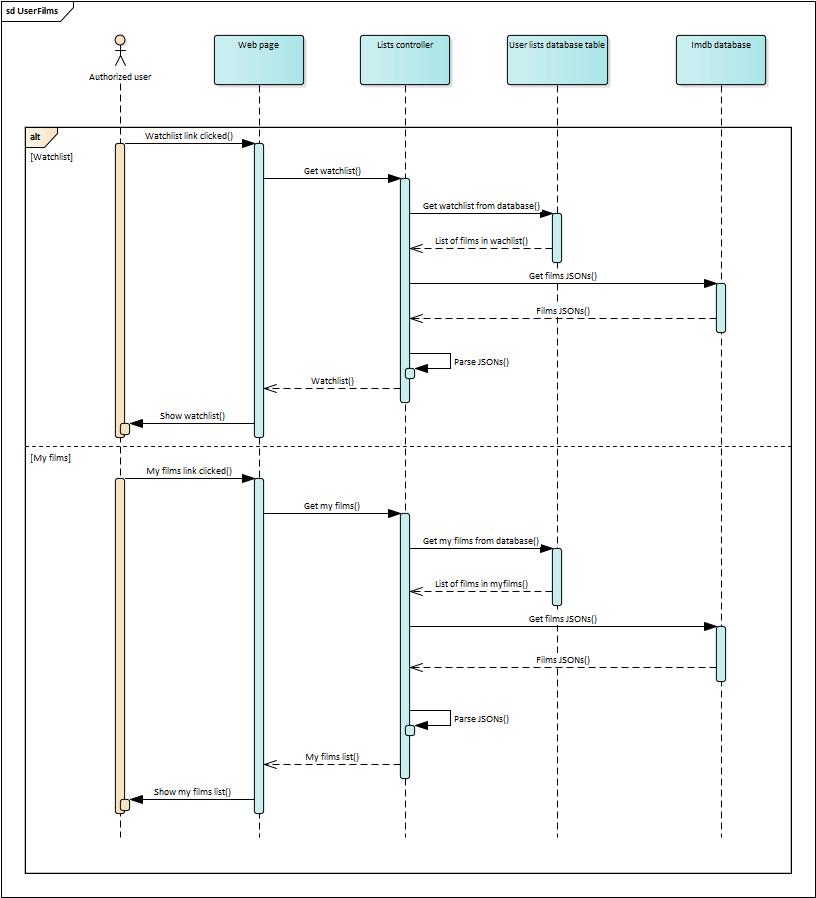 sd UserFilms
Authorized user
Web page
Lists controller
User lists database table
Imdb database
alt
Watchlist link clicked()
[Watchlist]
Get watchlist()
Get watchlist from database()
List of films in wachlist()
Get films JSONs()
Films JSONs()
Parse JSONs()
Watchlist()
Show watchlist()
[My films]
My films link clicked()
Get my films()
Get my films from database()
List of films in myfilms()
Get films JSONs()
Films JSONs()
Parse JSONs()
My films list()
Show my films list()